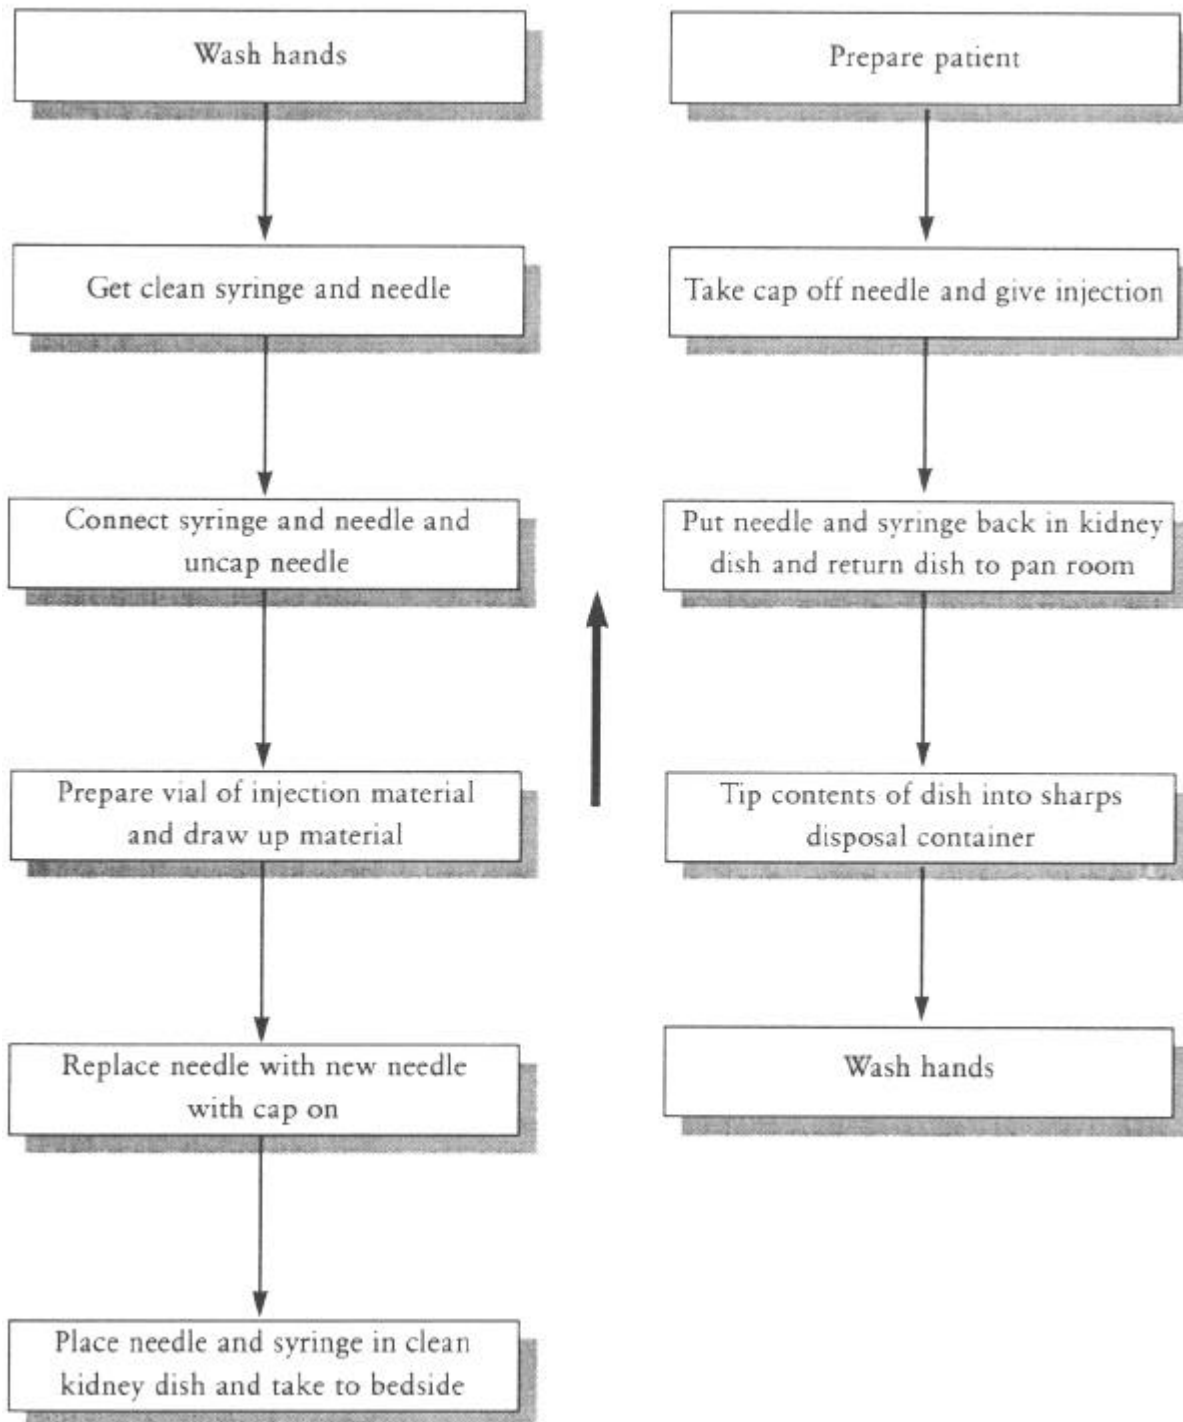 Wash hands
Get clean syringe and needle
Connect syringe and needle and
uncap needle
Prepare vial of injection material
and draw up material
Replace needle with new needle
with cap on
Place needle and syringe in clean
kidney dish and take to bedside
Prepare patient
Take cap off needle and give injection
Put needle and syringe back in kidney
dish and return dish to pan room
Tip contents of dish into sharps
disposal container
Wash hands